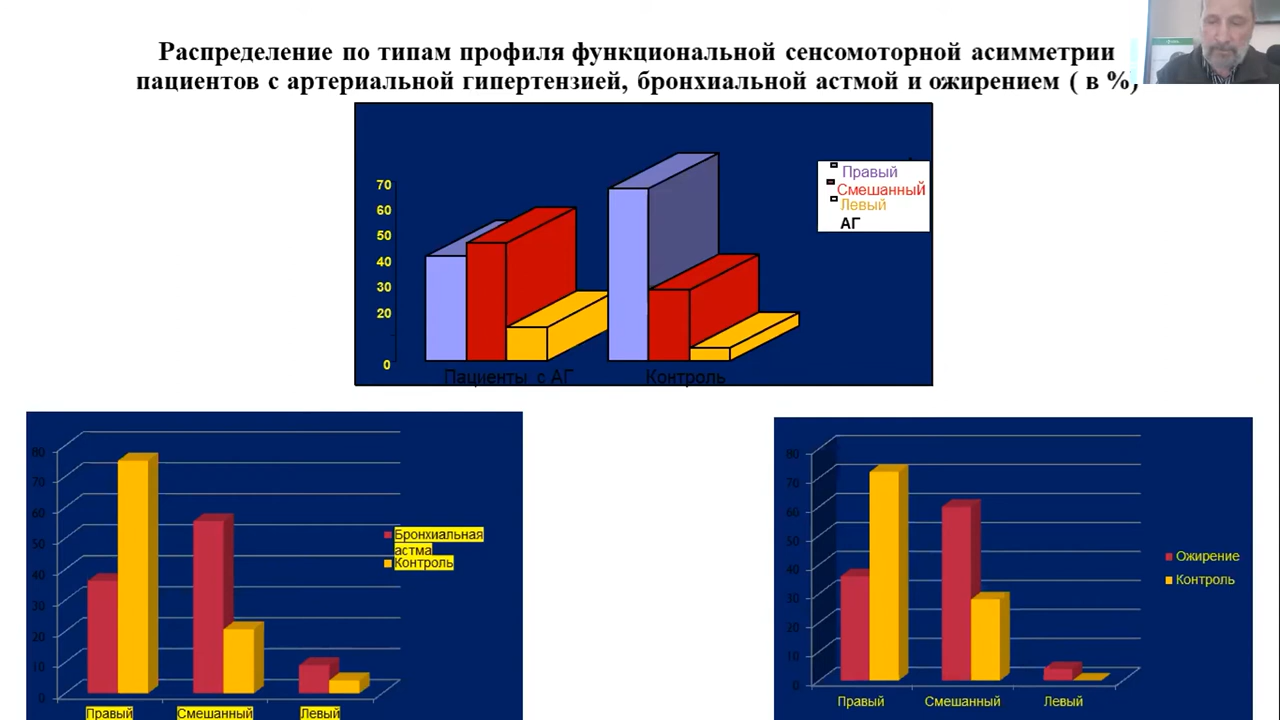 Распределение по типам профиля функциональной сенсомоторной асимметрии
пациентов с артериальной гипертензией, бронхиальной астмой и ожирением ( в %)
70
60
50
40
30
20
0
Пациенты с АГ
Контроль
Правый
Смешанный
Левый
АГ
80
70
60
50
40
30
20
10
0
Правый
Смешанный
Левый
Бронхиальная
астма
Контроль
80
70
60
50
40
30
20
10
0
Правый
Смешанный
Левый
Ожирение
Контроль